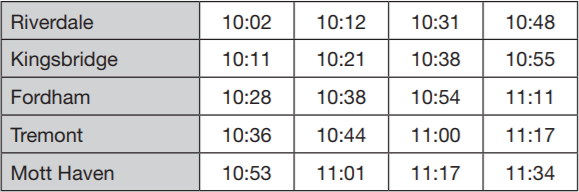 Riverdale 10:02 10:12 10:31 10:48
Kingsbridge 10:11 10:21 10:38 10:55
Fordham 10:28 10:38 10:54 11:11
Tremont 10:36 10:44 11:00 11:17
Mott Haven 10:53 11:01 11:17 11:34